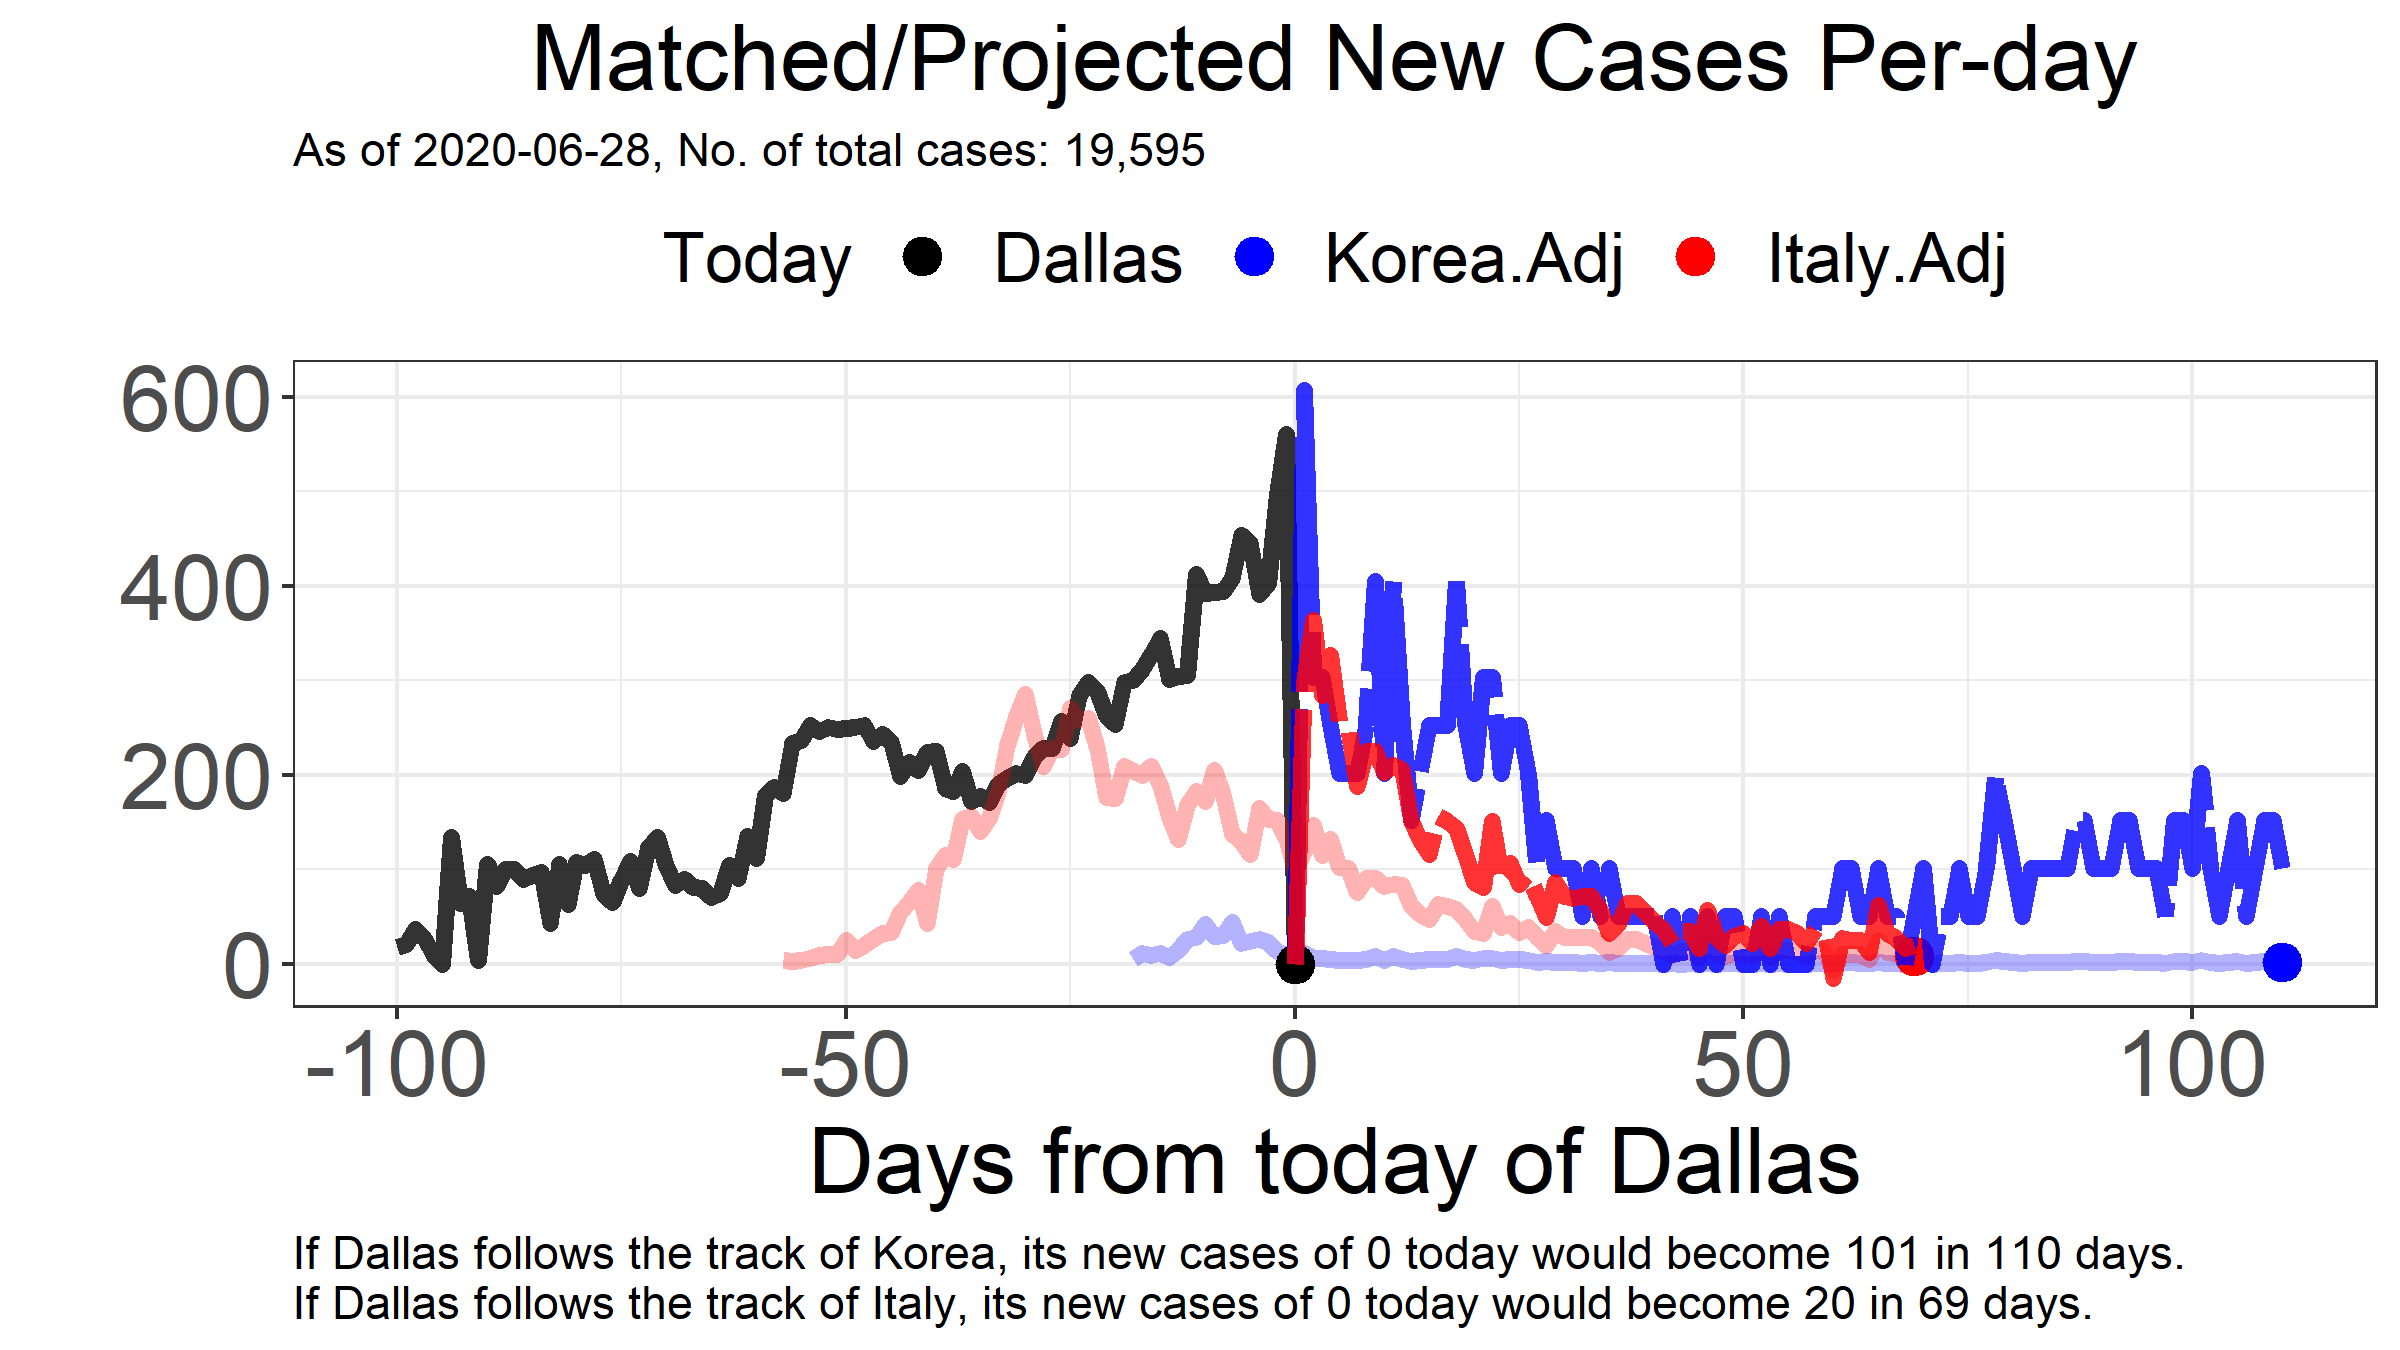 Matched/Projected New Cases Per-day
As of 2020-06-28, No. of total cases: 19,595
Today Dallas Korea.Adj Italy.Adj
600
400
200
0
-100 -50 0 50 100
Days from today of Dallas
If Dallas follows the track of Korea, its new cases of 0 today would become 101 in 110 days.
If Dallas follows the track of Italy, its new cases of 0 today would become 20 in 69 days.